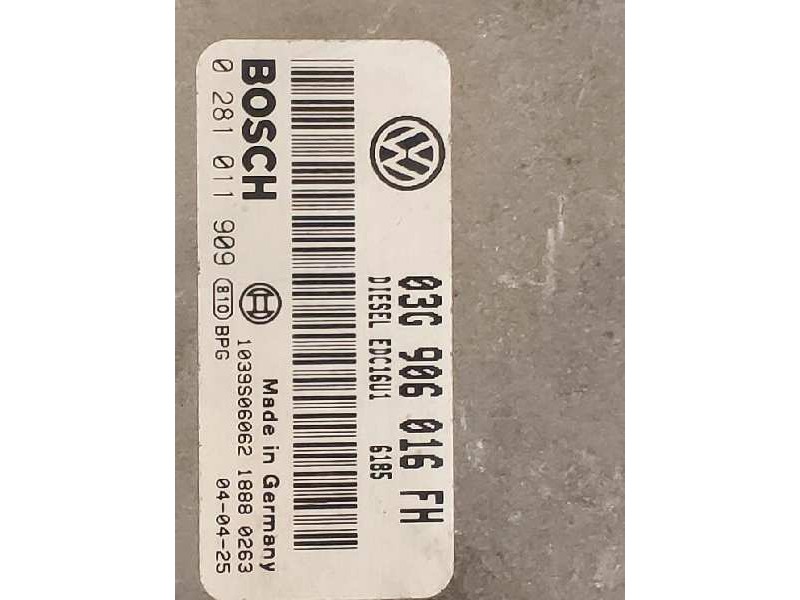 VW
03G 906 016 FH
DIESEL EDC16U1 6185
BOSCH
Made in Germany
0 281 011 909
810 BPG
1039S06062 1888 0263
04-04-25